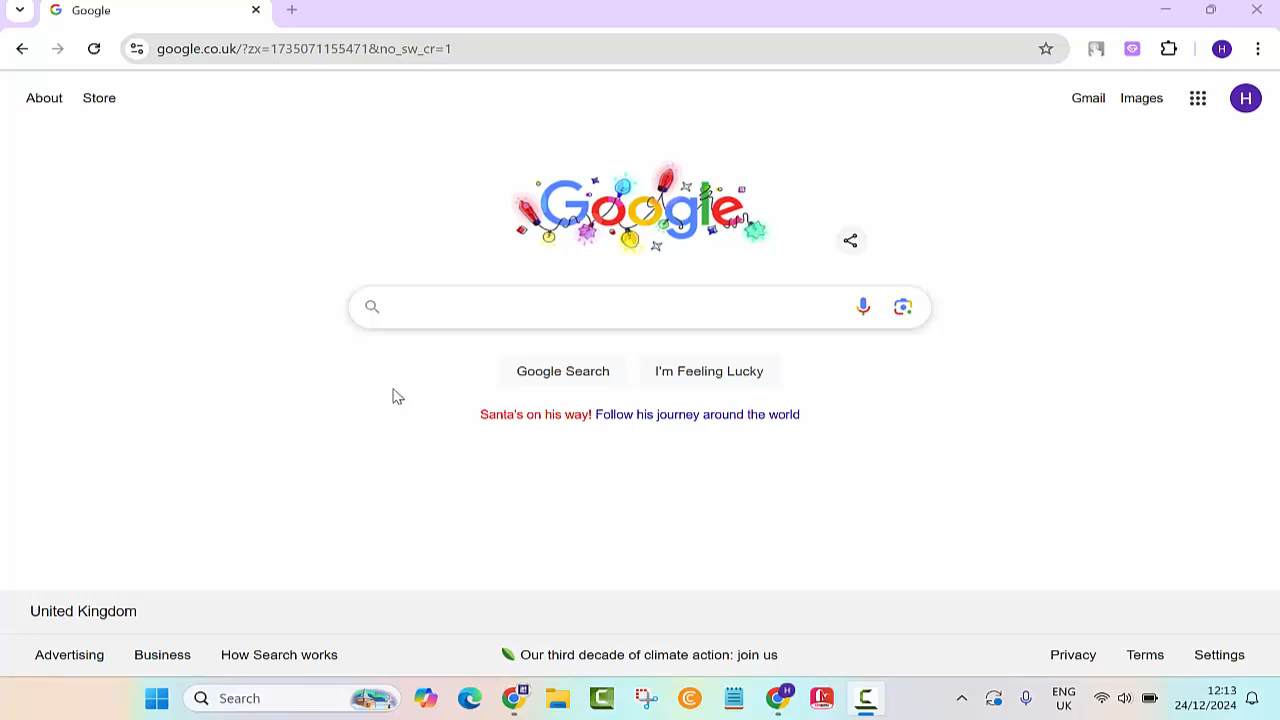 Google
google.co.uk/?zx=1735071155471&no_sw_cr=1
H
About Store
Gmail Images
H
Google
Google Search
I'm Feeling Lucky
Santa's on his way! Follow his journey around the world
United Kingdom
Advertising Business How Search works
Our third decade of climate action: join us
Privacy Terms Settings
Search
H
ENG
UK
12:13
24/12/2024